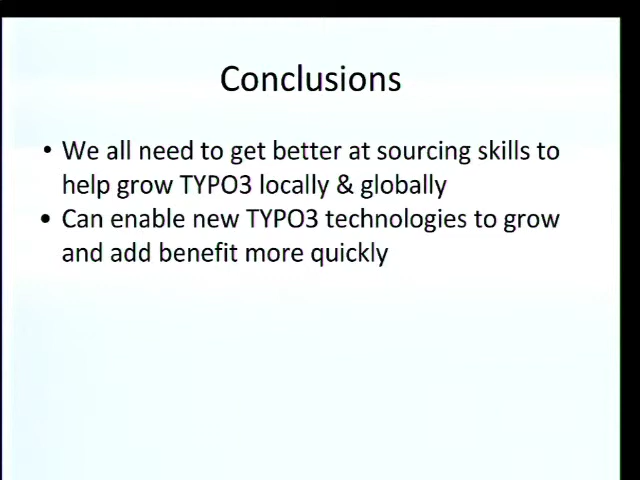 Conclusions
• We all need to get better at sourcing skills to
help grow TYPO3 locally & globally
• Can enable new TYPO3 technologies to grow
and add benefit more quickly